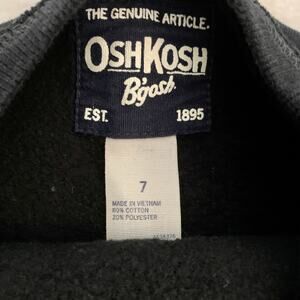 THE GENUINE ARTICLE.
OSHKOSH
B'gosh
EST. 1895
7
MADE IN VIETNAM
80% COTTON
20% POLYESTER